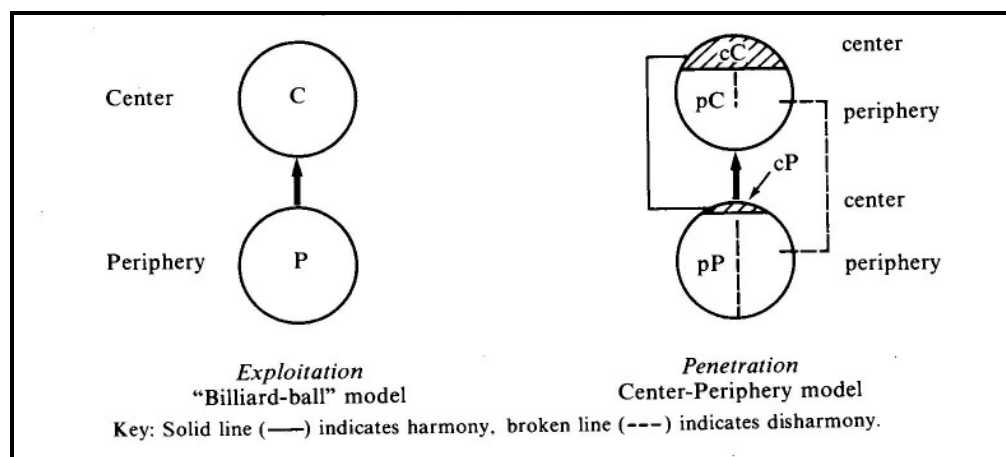 Center
C
Periphery
P
Exploitation
“Billiard-ball” model
cC
center
pC
periphery
cP
center
pP
periphery
Penetration
Center-Periphery model
Key: Solid line (——) indicates harmony, broken line (---) indicates disharmony.